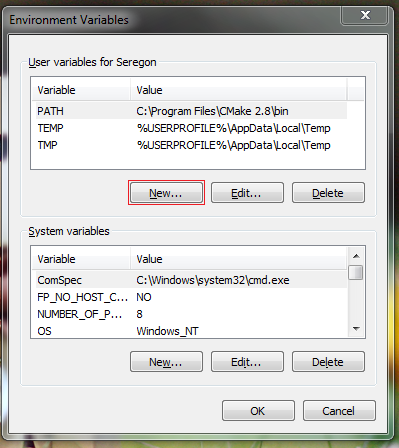 Environment Variables
User variables for Seregon
Variable Value
PATH C:\Program Files\CMake 2.8\bin
TEMP %USERPROFILE%\AppData\Local\Temp
TMP %USERPROFILE%\AppData\Local\Temp
New... Edit... Delete
System variables
Variable Value
ComSpec C:\Windows\system32\cmd.exe
FP_NO_HOST_C... NO
NUMBER_OF_P... 8
OS Windows_NT
New... Edit... Delete
OK Cancel